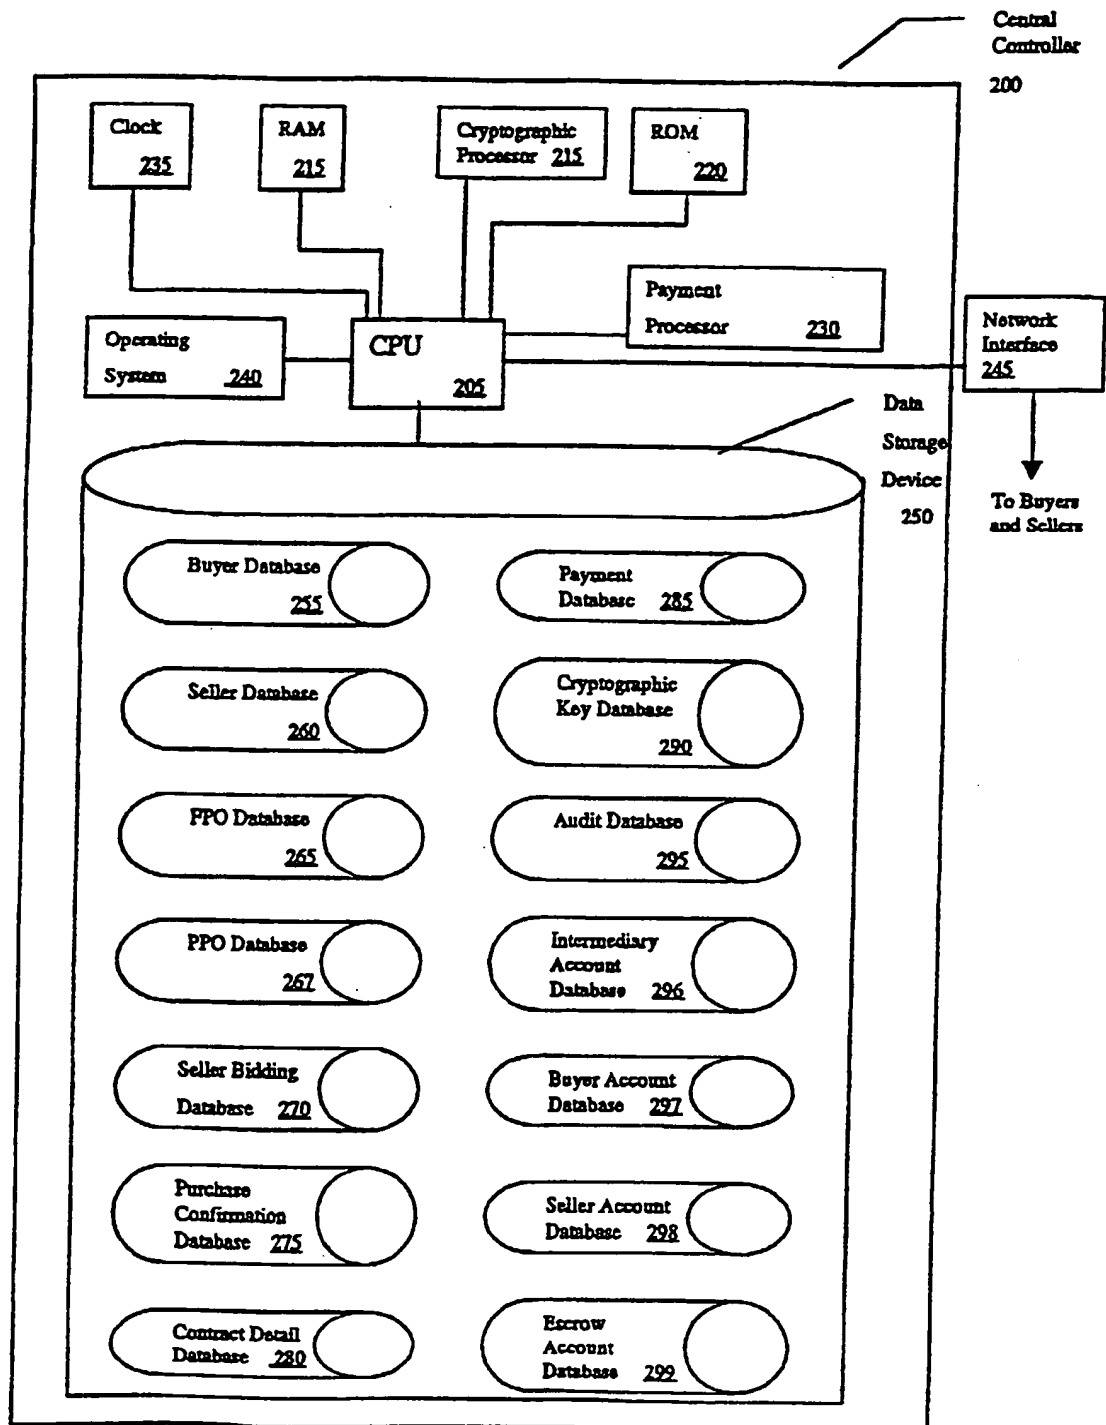 Central
Controller
200
Clock
235
RAM
215
Cryptographic
Processor 215
ROM
220
Payment
Processor 230
Operating
System 240
CPU
205
Network
Interface
245
Data
Storage
Device
250
To Buyers
and Sellers
Buyer Database
255
Payment
Database 285
Seller Database
260
Cryptographic
Key Database
290
PPO Database
265
Audit Database
295
PPO Database
267
Intermediary
Account
Database 296
Seller Bidding
Database 270
Buyer Account
Database 297
Purchase
Confirmation
Database 275
Seller Account
Database 298
Contract Detail
Database 280
Escrow
Account
Database 299